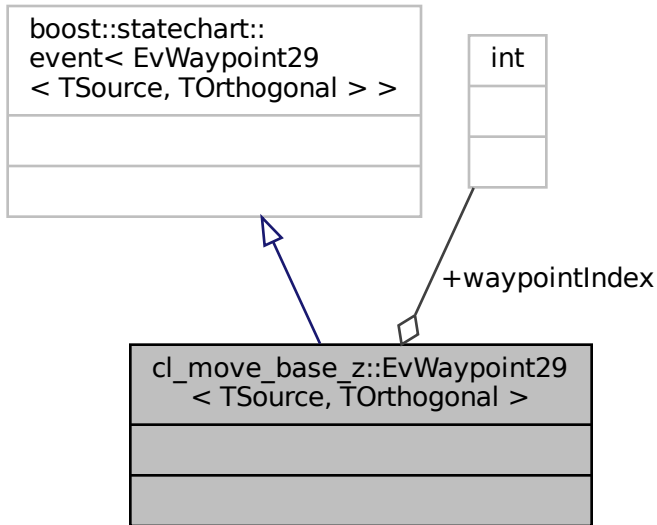 boost::statechart::
event< EvWaypoint29
< TSource, TOrthogonal > >
int
+waypointIndex
cl_move_base_z::EvWaypoint29
< TSource, TOrthogonal >